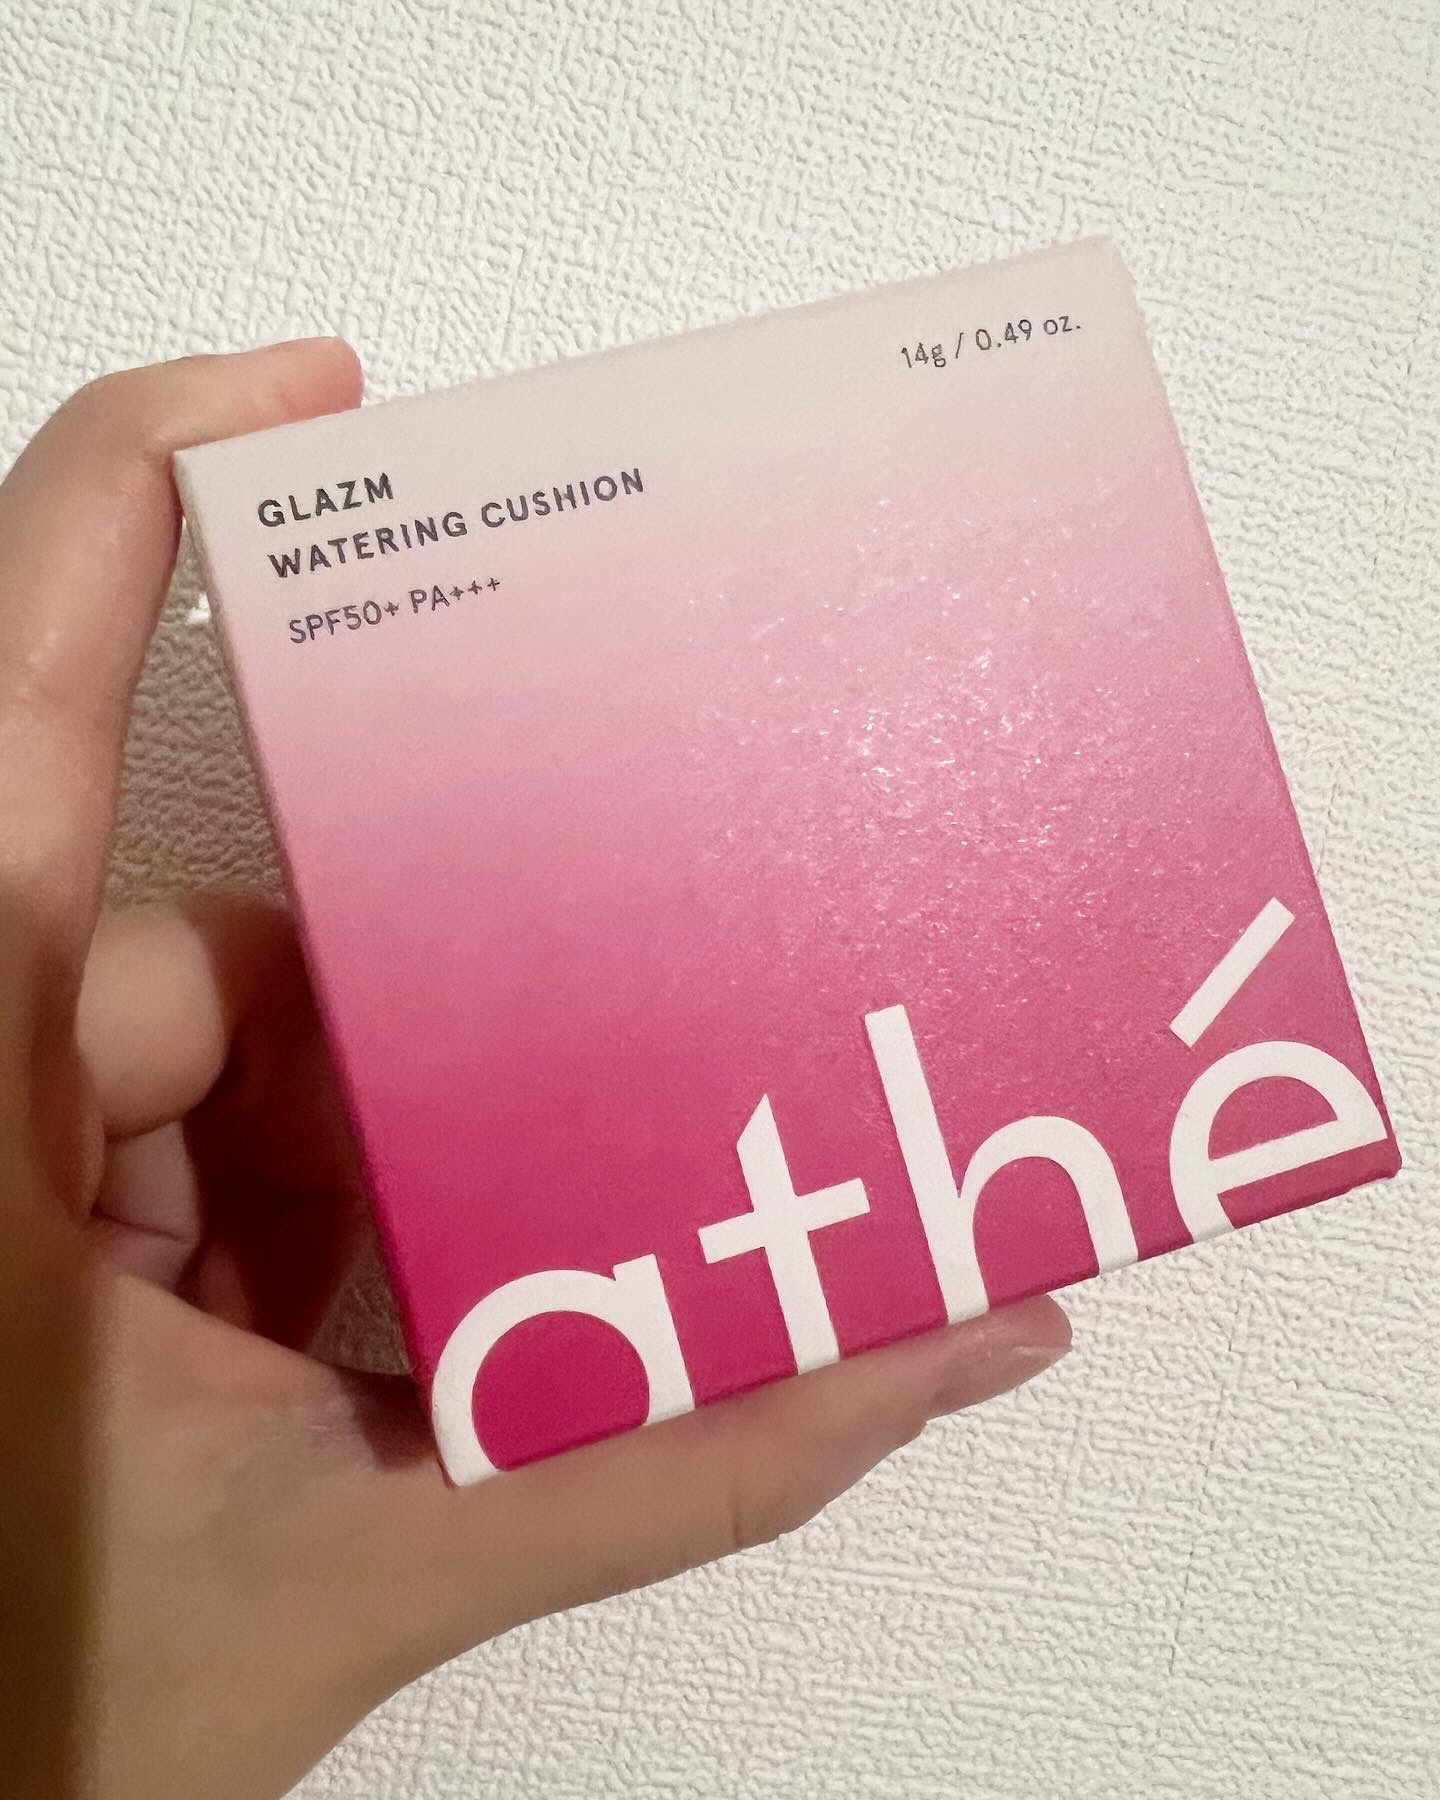 14g / 0.49 oz.
GLAZM
WATERING CUSHION
SPF50+ PA+++
athé